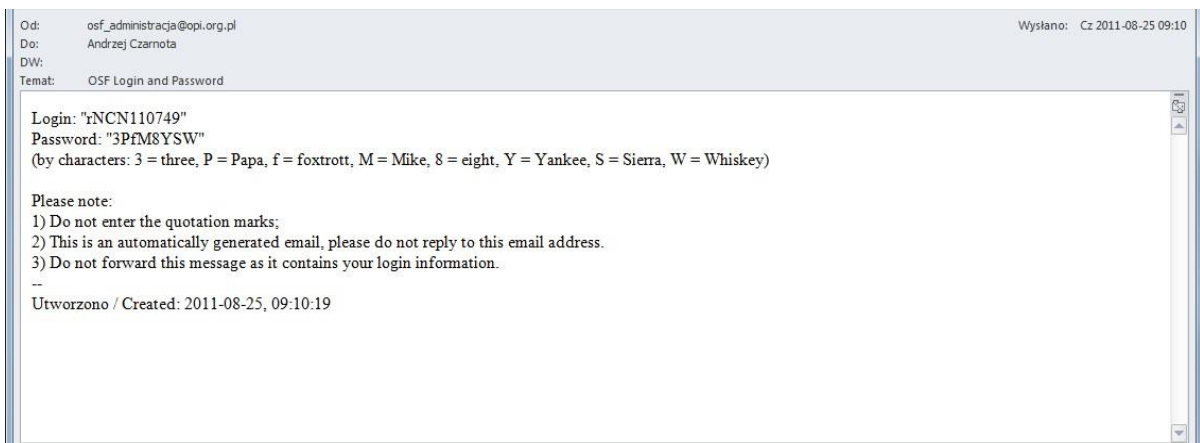 Od: osf_administracja@opi.org.pl Wysłano: Cz 2011-08-25 09:10
Do: Andrzej Czarnota
DW:
Temat: OSF Login and Password
Login: "rNCN110749"
Password: "3PfM8YSW"
(by characters: 3 = three, P = Papa, f = foxtrott, M = Mike, 8 = eight, Y = Yankee, S = Sierra, W = Whiskey)
Please note:
1) Do not enter the quotation marks;
2) This is an automatically generated email, please do not reply to this email address.
3) Do not forward this message as it contains your login information.
--
Utworzono / Created: 2011-08-25, 09:10:19